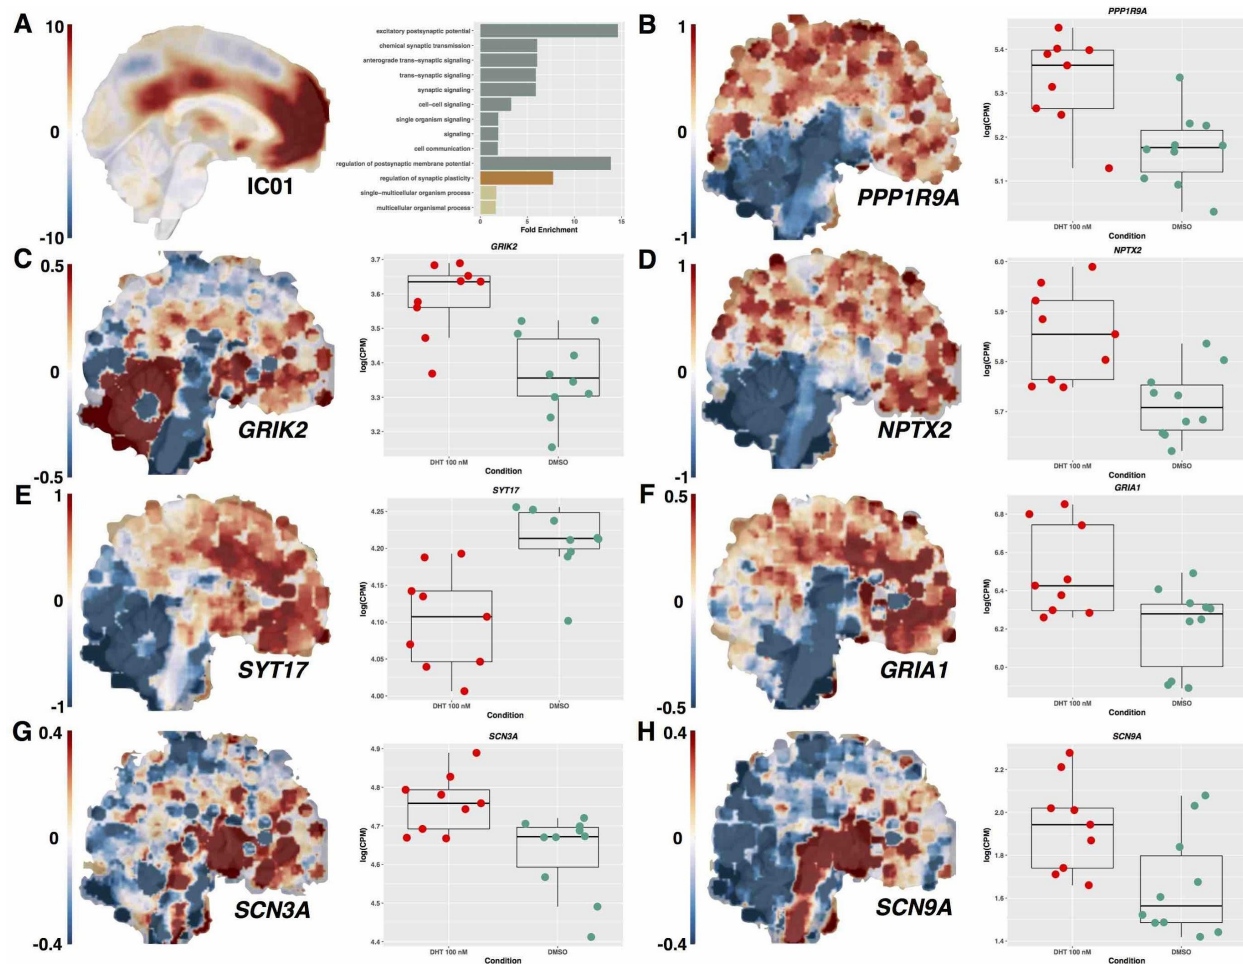 A
10
0
-10
IC01
excitatory postsynaptic potential
chemical synaptic transmission
anterograde trans-synaptic signaling
trans-synaptic signaling
synaptic signaling
cell-cell signaling
single organism signaling
signaling
cell communication
regulation of postsynaptic membrane potential
regulation of synaptic plasticity
single-multicellular organism process
multicellular organismal process
0 5 10 15
Fold Enrichment
B
1
0
-1
PPP1R9A
PPP1R9A
log(CPM)
5.4
5.3
5.2
5.1
DHT 100 nM DMSO
Condition
C
0.5
0
-0.5
GRIK2
GRIK2
log(CPM)
3.7
3.6
3.5
3.4
3.3
3.2
DHT 100 nM DMSO
Condition
D
1
0
-1
NPTX2
NPTX2
log(CPM)
6.0
5.9
5.8
5.7
DHT 100 nM DMSO
Condition
E
1
0
-1
SYT17
SYT17
log(CPM)
4.25
4.20
4.15
4.10
4.05
4.00
DHT 100 nM DMSO
Condition
F
0.5
0
-0.5
GRIA1
GRIA1
log(CPM)
6.8
6.6
6.4
6.2
6.0
DHT 100 nM DMSO
Condition
G
0.4
0
-0.4
SCN3A
SCN3A
log(CPM)
4.9
4.8
4.7
4.6
4.5
4.4
DHT 100 nM DMSO
Condition
H
0.4
0
-0.4
SCN9A
SCN9A
log(CPM)
2.2
2.0
1.8
1.6
1.4
DHT 100 nM DMSO
Condition